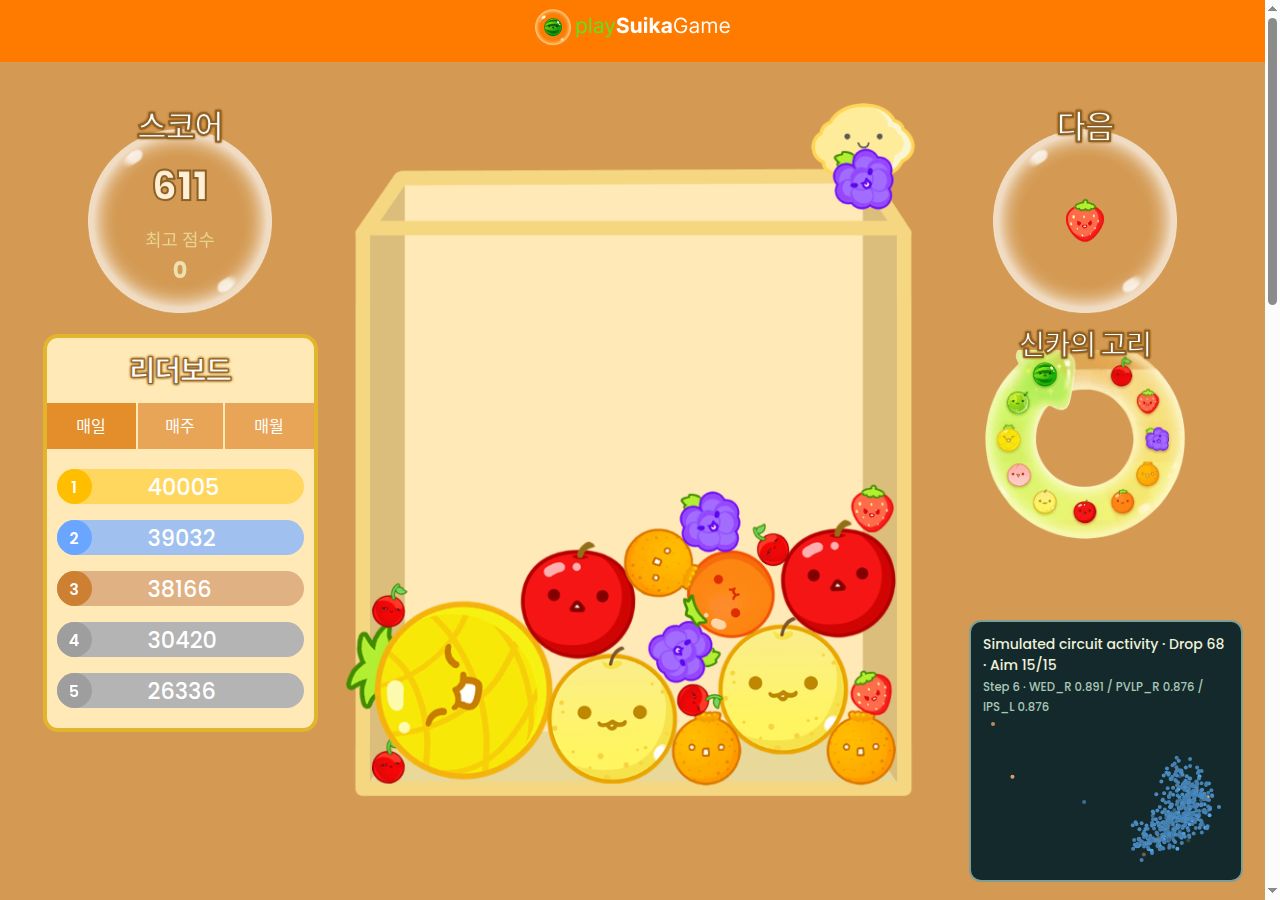 playSuikaGame
스코어
611
최고 점수
0
리더보드
매일 매주 매월
1 40005
2 39032
3 38166
4 30420
5 26336
다음
신카의 고리
Simulated circuit activity · Drop 68
· Aim 15/15
Step 6 · WED_R 0.891 / PVLP_R 0.876 /
IPS_L 0.876